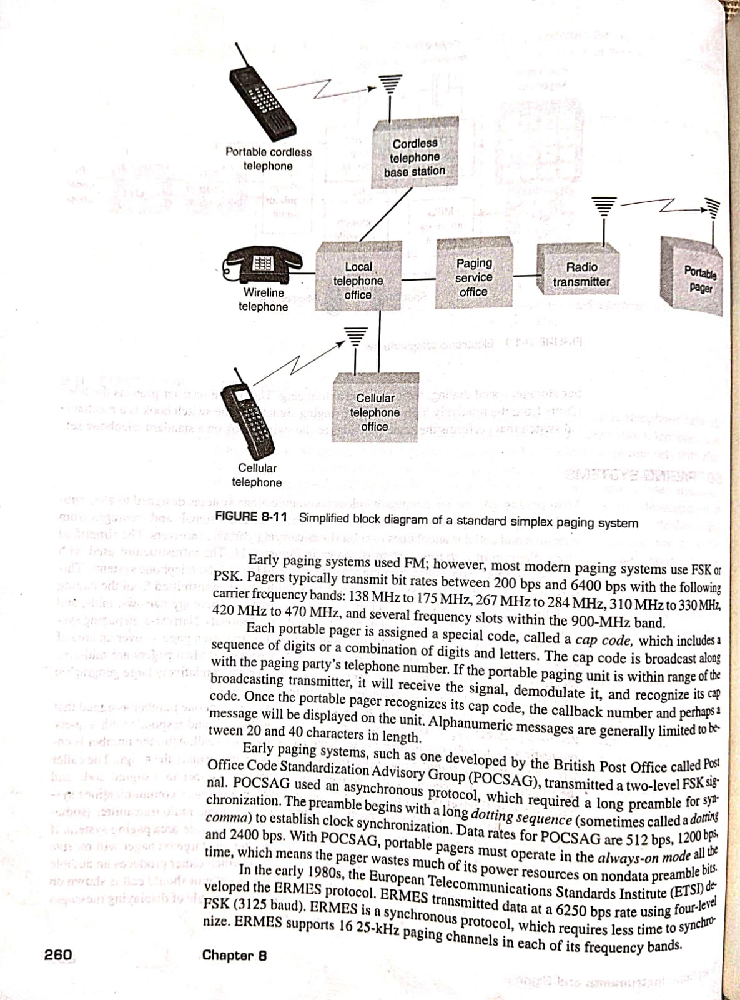 Portable cordless
telephone
Cordless
telephone
base station
Wireline
telephone
Local
telephone
office
Paging
service
office
Radio
transmitter
Portable
pager
Cellular
telephone
office
Cellular
telephone
FIGURE 8-11 Simplified block diagram of a standard simplex paging system
Early paging systems used FM; however, most modern paging systems use FSK or
PSK. Pagers typically transmit bit rates between 200 bps and 6400 bps with the following
carrier frequency bands: 138 MHz to 175 MHz, 267 MHz to 284 MHz, 310 MHz to 330 MHz,
420 MHz to 470 MHz, and several frequency slots within the 900-MHz band.
Each portable pager is assigned a special code, called a cap code, which includes a
sequence of digits or a combination of digits and letters. The cap code is broadcast along
with the paging party's telephone number. If the portable paging unit is within range of the
broadcasting transmitter, it will receive the signal, demodulate it, and recognize its cap
code. Once the portable pager recognizes its cap code, the callback number and perhaps a
message will be displayed on the unit. Alphanumeric messages are generally limited to be-
tween 20 and 40 characters in length.
Early paging systems, such as one developed by the British Post Office called Post
Office Code Standardization Advisory Group (POCSAG), transmitted a two-level FSK sig-
nal. POCSAG used an asynchronous protocol, which required a long preamble for syn-
chronization. The preamble begins with a long dotting sequence (sometimes called a dotting
comma) to establish clock synchronization. Data rates for POCSAG are 512 bps, 1200 bps,
and 2400 bps. With POCSAG, portable pagers must operate in the always-on mode all the
time, which means the pager wastes much of its power resources on nondata preamble bits.
In the early 1980s, the European Telecommunications Standards Institute (ETSI) de-
veloped the ERMES protocol. ERMES transmitted data at a 6250 bps rate using four-level
FSK (3125 baud). ERMES is a synchronous protocol, which requires less time to synchro-
nize. ERMES supports 16 25-kHz paging channels in each of its frequency bands.
260 Chapter 8